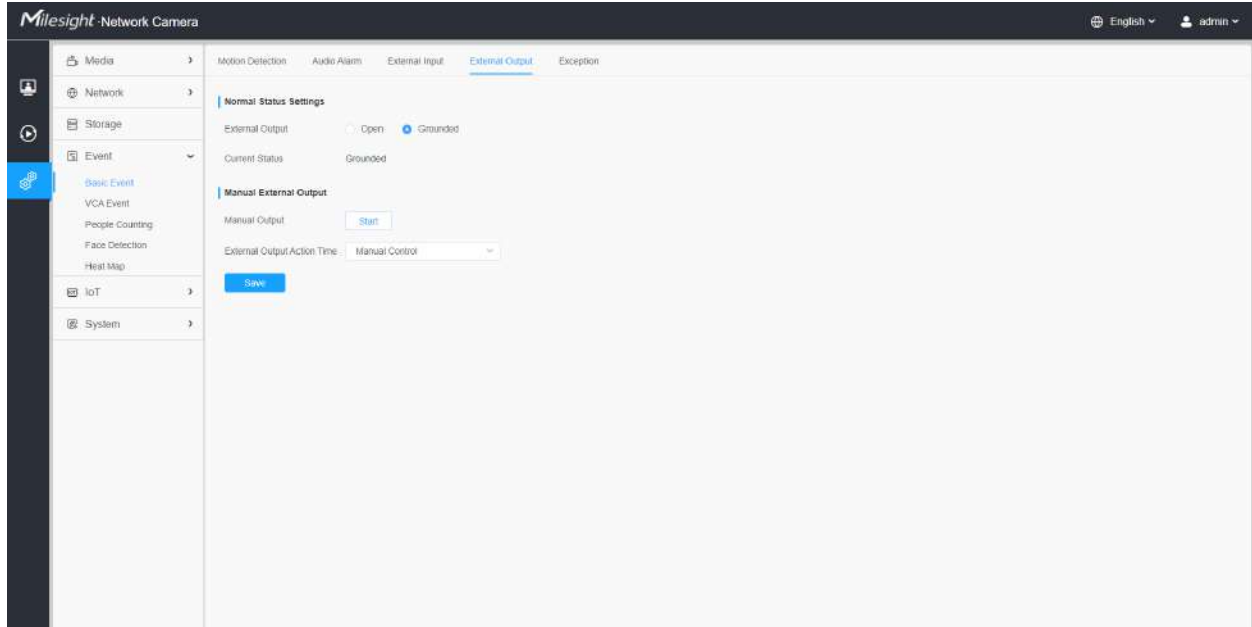 Milesight -Network Camera
English
admin
Media
Network
Storage
Event
Basic Event
VCA Event
People Counting
Face Detection
Heat Map
IoT
System
Motion Detection Audio Alarm External Input External Output Exception
Normal Status Settings
External Output Open Grounded
Current Status Grounded
Manual External Output
Manual Output Start
External Output Action Time Manual Control
Save